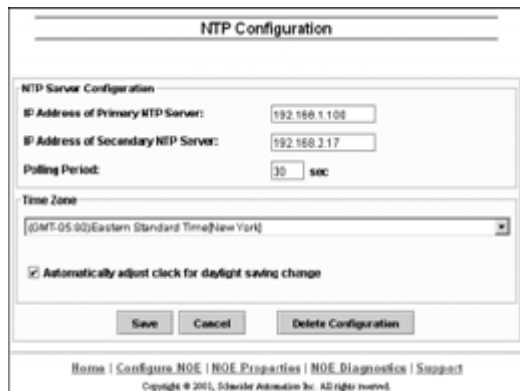 NTP Configuration
NTP Server Configuration
IP Address of Primary NTP Server: 192.168.1.100
IP Address of Secondary NTP Server: 192.168.2.17
Polling Period: 30 sec
Time Zone
(GMT-05:00)Eastern Standard Time[New York]
Automatically adjust clock for daylight saving change
Save Cancel Delete Configuration
Home | Configure NOE | NOE Properties | NOE Diagnostics | Support
Copyright © 2001, Schneider Automation Inc. All rights reserved.